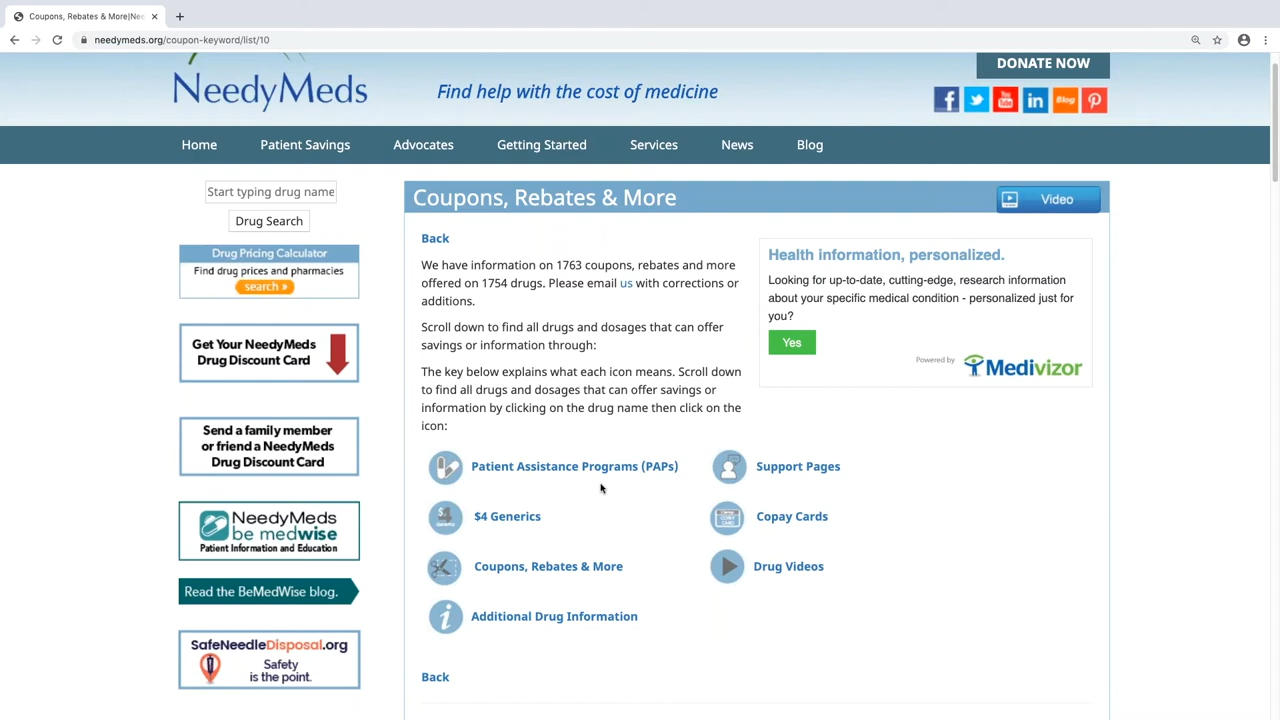 Coupons, Rebates & More|Nee
needymeds.org/coupon-keyword/list/10
NeedyMeds
Find help with the cost of medicine
DONATE NOW
Blog
Home
Patient Savings
Advocates
Getting Started
Services
News
Blog
Start typing drug name
Drug Search
Drug Pricing Calculator
Find drug prices and pharmacies
search »
Get Your NeedyMeds
Drug Discount Card
Send a family member
or friend a NeedyMeds
Drug Discount Card
NeedyMeds
be medwise
Patient Information and Education
Read the BeMedWise blog.
SafeNeedleDisposal.org
Safety
is the point.
Coupons, Rebates & More
Video
Back
We have information on 1763 coupons, rebates and more
offered on 1754 drugs. Please email us with corrections or
additions.
Scroll down to find all drugs and dosages that can offer
savings or information through:
The key below explains what each icon means. Scroll down
to find all drugs and dosages that can offer savings or
information by clicking on the drug name then click on the
icon:
Health information, personalized.
Looking for up-to-date, cutting-edge, research information
about your specific medical condition - personalized just for
you?
Yes
Powered by
Medivizor
Patient Assistance Programs (PAPs)
Support Pages
$4 Generics
Copay Cards
Coupons, Rebates & More
Drug Videos
Additional Drug Information
Back